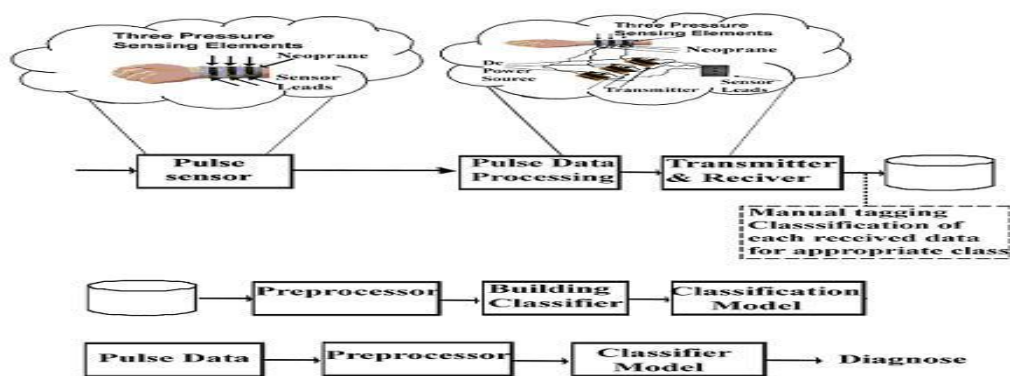 Three Pressure
Sensing Elements
Neoprane
Sensor
Leads
Three Pressure
Sensing Elements
Neoprane
Dc
Power
Source
Transmitter
Sensor
Leads
Pulse
sensor
Pulse Data
Processing
Transmitter
& Reciver
Manual tagging
Classsification of
each received data
for appropriate class
Preprocessor
Building
Classifier
Classification
Model
Pulse Data
Preprocessor
Classifier
Model
Diagnose